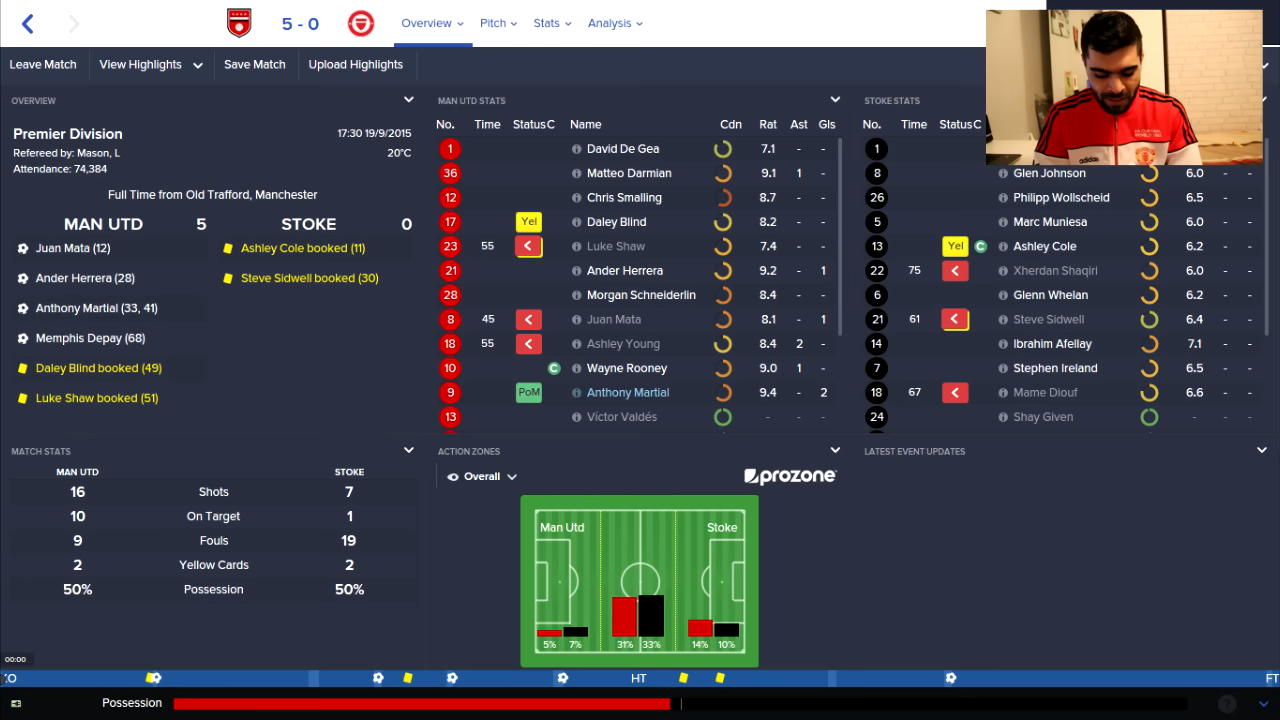 5 - 0
Overview
Pitch
Stats
Analysis
Leave Match
View Highlights
Save Match
Upload Highlights
OVERVIEW
Premier Division
17:30 19/9/2015
Refereed by: Mason, L
20°C
Attendance: 74,384
Full Time from Old Trafford, Manchester
MAN UTD 5 STOKE 0
Juan Mata (12)
Ashley Cole booked (11)
Ander Herrera (28)
Steve Sidwell booked (30)
Anthony Martial (33, 41)
Memphis Depay (68)
Daley Blind booked (49)
Luke Shaw booked (51)
MAN UTD STATS
No. Time Status C Name Cdn Rat Ast Gls
1 David De Gea 7.1 - -
36 Matteo Darmian 9.1 1 -
12 Chris Smalling 8.7 - -
17 Yel Daley Blind 8.2 - -
23 55 Luke Shaw 7.4 - -
21 Ander Herrera 9.2 - 1
28 Morgan Schneiderlin 8.4 - -
8 45 Juan Mata 8.1 - 1
18 55 Ashley Young 8.4 2 -
10 C Wayne Rooney 9.0 1 -
9 PoM Anthony Martial 9.4 - 2
13 Víctor Valdés - - -
STOKE STATS
No. Time Status C
1
8 Glen Johnson 6.0 - -
26 Philipp Wollscheid 6.5 - -
5 Marc Muniesa 6.0 - -
13 Yel C Ashley Cole 6.2 - -
22 75 Xherdan Shaqiri 6.0 - -
6 Glenn Whelan 6.2 - -
21 61 Steve Sidwell 6.4 - -
14 Ibrahim Afellay 7.1 - -
7 Stephen Ireland 6.5 - -
18 67 Mame Diouf 6.6 - -
24 Shay Given - - -
MATCH STATS
MAN UTD STOKE
16 Shots 7
10 On Target 1
9 Fouls 19
2 Yellow Cards 2
50% Possession 50%
ACTION ZONES
Overall
prozone
Man Utd
Stoke
5% 7% 31% 33% 14% 10%
LATEST EVENT UPDATES
00:00
HT
FT
Possession
adidas